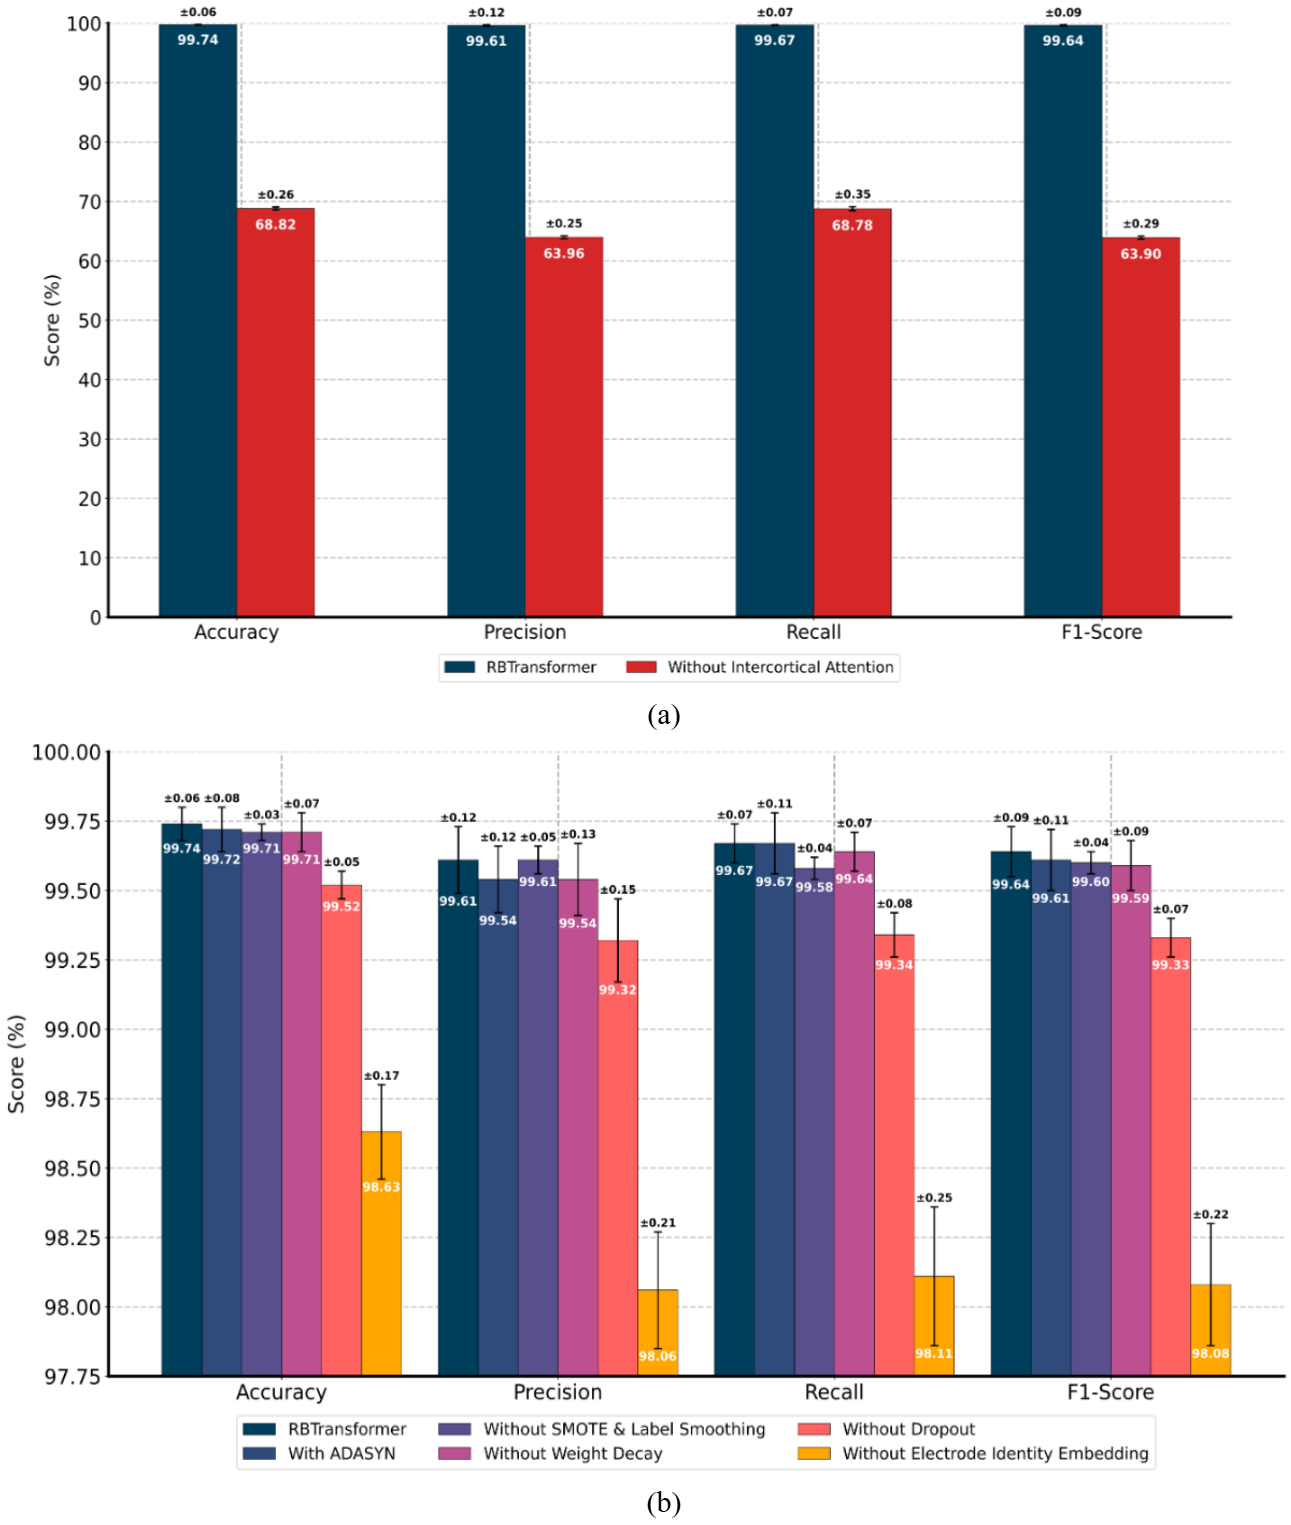 ±0.06 ±0.12 ±0.07 ±0.09
100
99.74 99.61 99.67 99.64
90
80
70
±0.26 ±0.25 ±0.35 ±0.29
68.82 63.96 68.78 63.90
60
50
40
30
20
10
0
Score (%)
Accuracy Precision Recall F1-Score
RBTransformer Without Intercortical Attention
(a)
100.00
99.75
99.50
99.25
99.00
98.75
98.50
98.25
98.00
97.75
Score (%)
±0.06 ±0.08 ±0.03 ±0.07 ±0.05 ±0.17
99.74 99.72 99.71 99.71 99.52 98.63
±0.12 ±0.12 ±0.05 ±0.13 ±0.15 ±0.21
99.61 99.54 99.61 99.54 99.32 98.06
±0.07 ±0.11 ±0.04 ±0.07 ±0.08 ±0.25
99.67 99.67 99.58 99.64 99.34 98.11
±0.09 ±0.11 ±0.04 ±0.09 ±0.07 ±0.22
99.64 99.61 99.60 99.59 99.33 98.08
Accuracy Precision Recall F1-Score
RBTransformer Without SMOTE & Label Smoothing Without Dropout
With ADASYN Without Weight Decay Without Electrode Identity Embedding
(b)